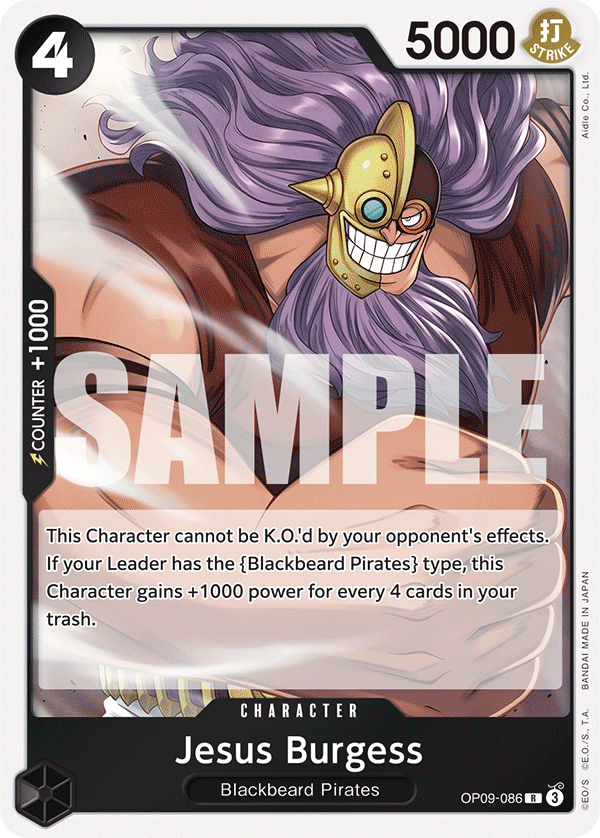 4
5000
打
STRIKE
Aidle Co., Ltd.
COUNTER +1000
SAMPLE
This Character cannot be K.O.'d by your opponent's effects.
If your Leader has the {Blackbeard Pirates} type, this
Character gains +1000 power for every 4 cards in your
trash.
CHARACTER
Jesus Burgess
Blackbeard Pirates
OP09-086 R 3
©E.O/S ©E.O./S., T.A. BANDAI MADE IN JAPAN